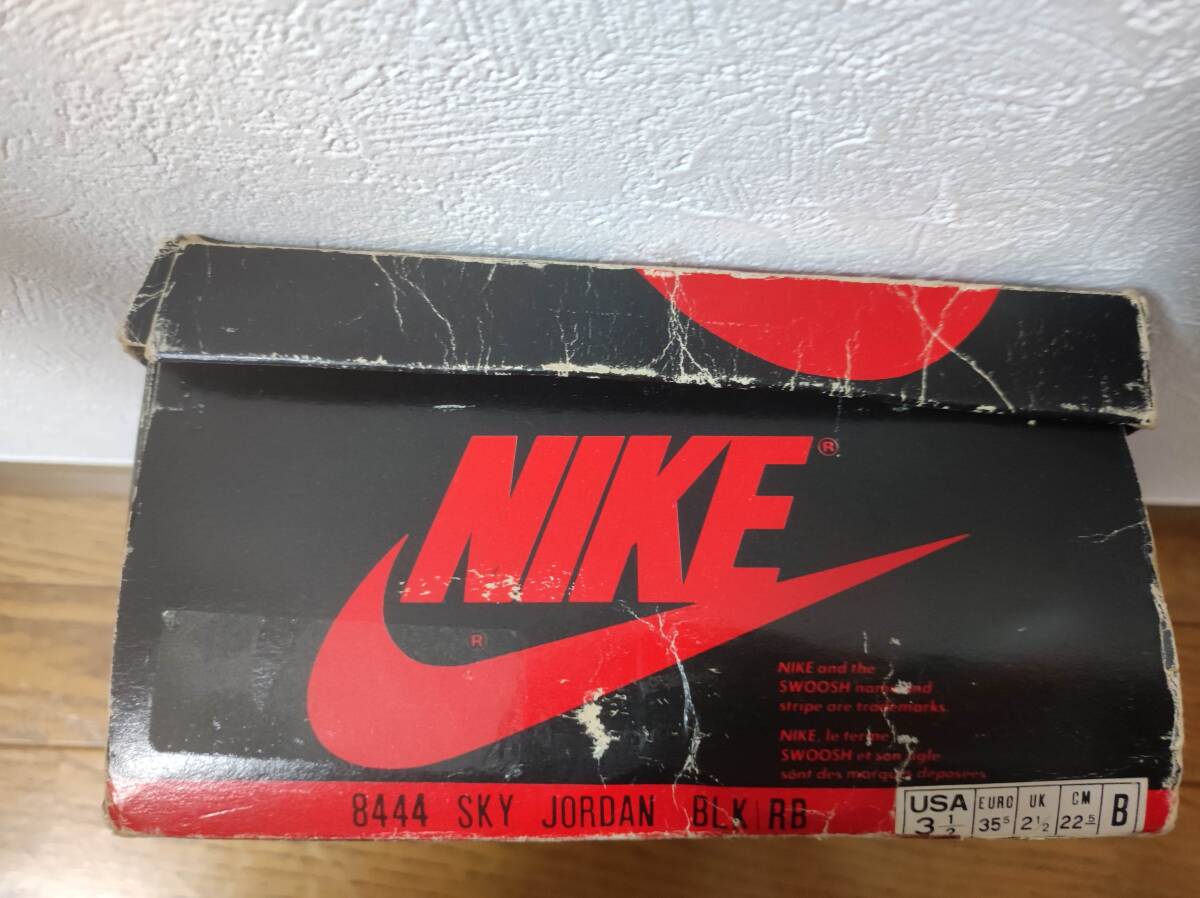 NIKE®
®
NIKE and the
SWOOSH name and
stripe are trademarks.
NIKE, le terme
SWOOSH et son sigle
sont des marques deposees
8444 SKY JORDAN BLK/RB
USA EURO UK CM B
3 1/2 35⁵ 2 1/2 22.5